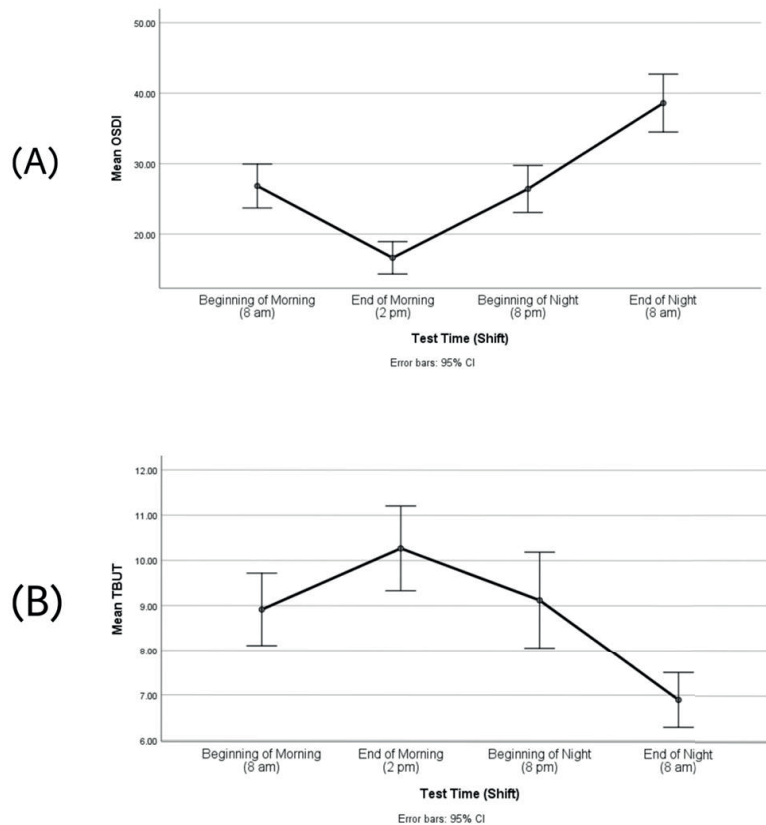 (A)
Mean OSDI
50.00
40.00
30.00
20.00
Beginning of Morning
(8 am)
End of Morning
(2 pm)
Beginning of Night
(8 pm)
End of Night
(8 am)
Test Time (Shift)
Error bars: 95% CI
(B)
Mean TBUT
12.00
11.00
10.00
9.00
8.00
7.00
6.00
Beginning of Morning
(8 am)
End of Morning
(2 pm)
Beginning of Night
(8 pm)
End of Night
(8 am)
Test Time (Shift)
Error bars: 95% CI